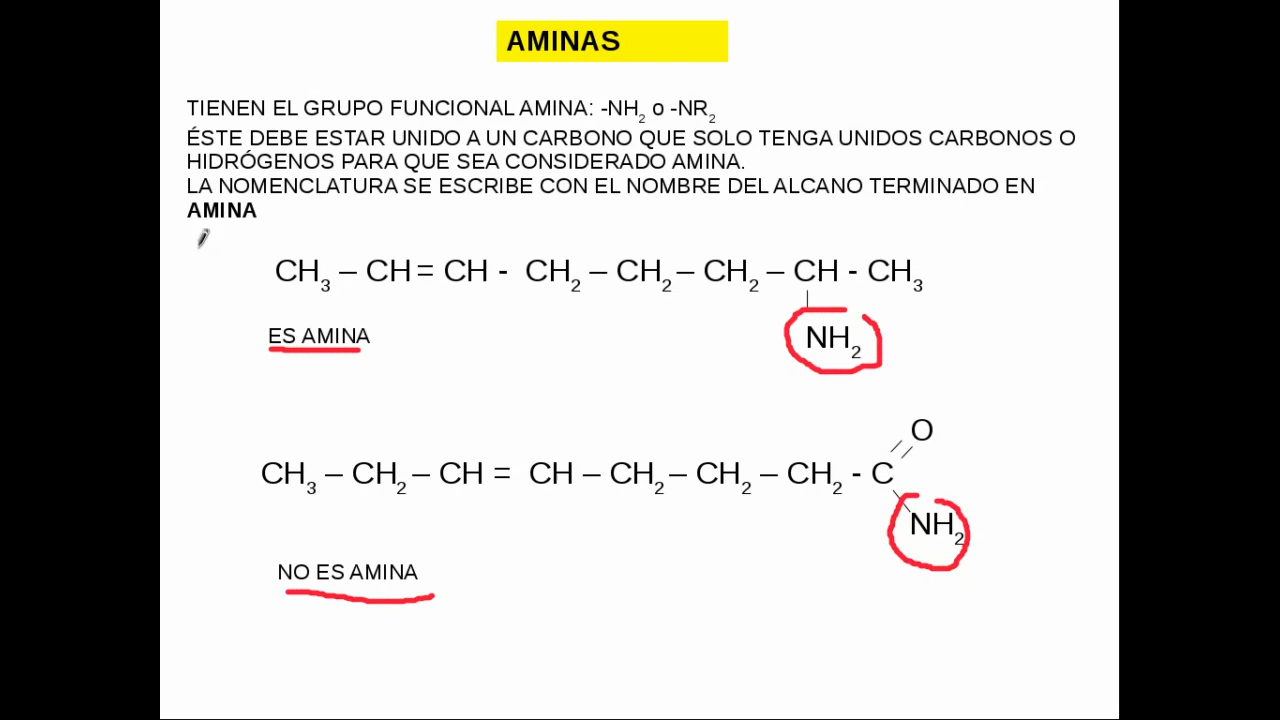 AMINAS
TIENEN EL GRUPO FUNCIONAL AMINA: -NH₂ o -NR₂
ÉSTE DEBE ESTAR UNIDO A UN CARBONO QUE SOLO TENGA UNIDOS CARBONOS O
HIDRÓGENOS PARA QUE SEA CONSIDERADO AMINA.
LA NOMENCLATURA SE ESCRIBE CON EL NOMBRE DEL ALCANO TERMINADO EN
AMINA
CH₃ – CH = CH - CH₂ – CH₂ – CH₂ – CH - CH₃
ES AMINA
NH₂
O
CH₃ – CH₂ – CH = CH – CH₂ – CH₂ – CH₂ - C
NH₂
NO ES AMINA